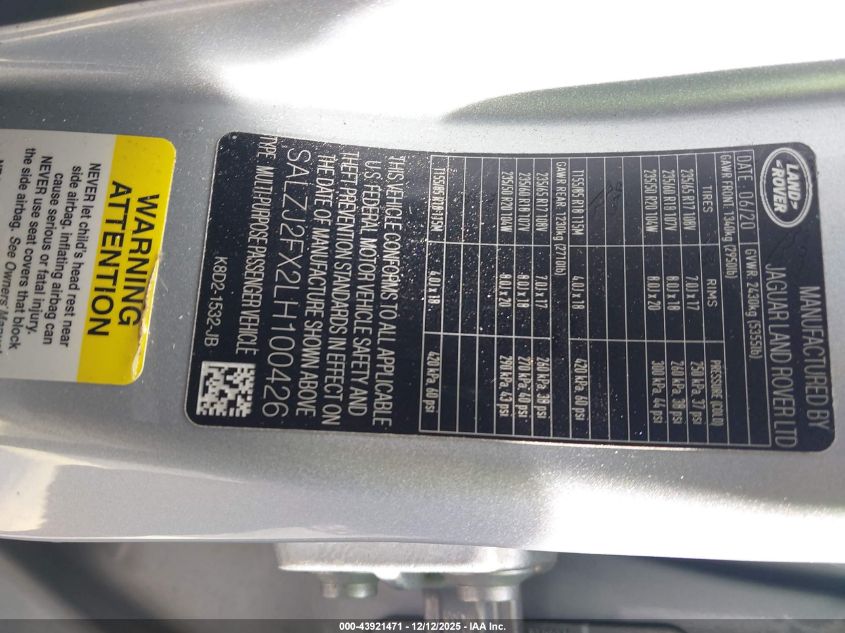 LAND-
ROVER
MANUFACTURED BY
JAGUAR LAND ROVER LTD
DATE: 06/20 GVWR: 2430kg (5355lb)
GAWR FRONT 1340kg (2950lb)
TIRES RIMS PRESSURE (COLD)
235/65 R17 108V 7.0J x 17 250 kPa, 37 psi
235/60 R18 107V 8.0J x 18 260 kPa, 38 psi
235/50 R20 104W 8.0J x 20 300 kPa, 44 psi
T155/85 R18 115M 4.0J x 18 420 kPa, 60 psi
GAWR REAR: 1230kg (2710lb)
235/65 R17 108V 7.0J x 17 260 kPa, 38 psi
235/60 R18 107V 8.0J x 18 270 kPa, 40 psi
235/50 R20 104W 8.0J x 20 290 kPa, 43 psi
T155/85 R18 115M 4.0J x 18 420 kPa, 60 psi
THIS VEHICLE CONFORMS TO ALL APPLICABLE
U.S. FEDERAL MOTOR VEHICLE SAFETY AND
THEFT PREVENTION STANDARDS IN EFFECT ON
THE DATE OF MANUFACTURE SHOWN ABOVE
SALZJ2FX2LH100426
TYPE: MULTIPURPOSE PASSENGER VEHICLE
K8D2-1532-JB
WARNING
ATTENTION
NEVER let child's head rest near
side airbag. Inflating airbag can
cause serious or fatal injury.
NEVER use seat covers that block
the side airbag. See Owners Manual
000-43921471 - 12/12/2025 - IAA Inc.